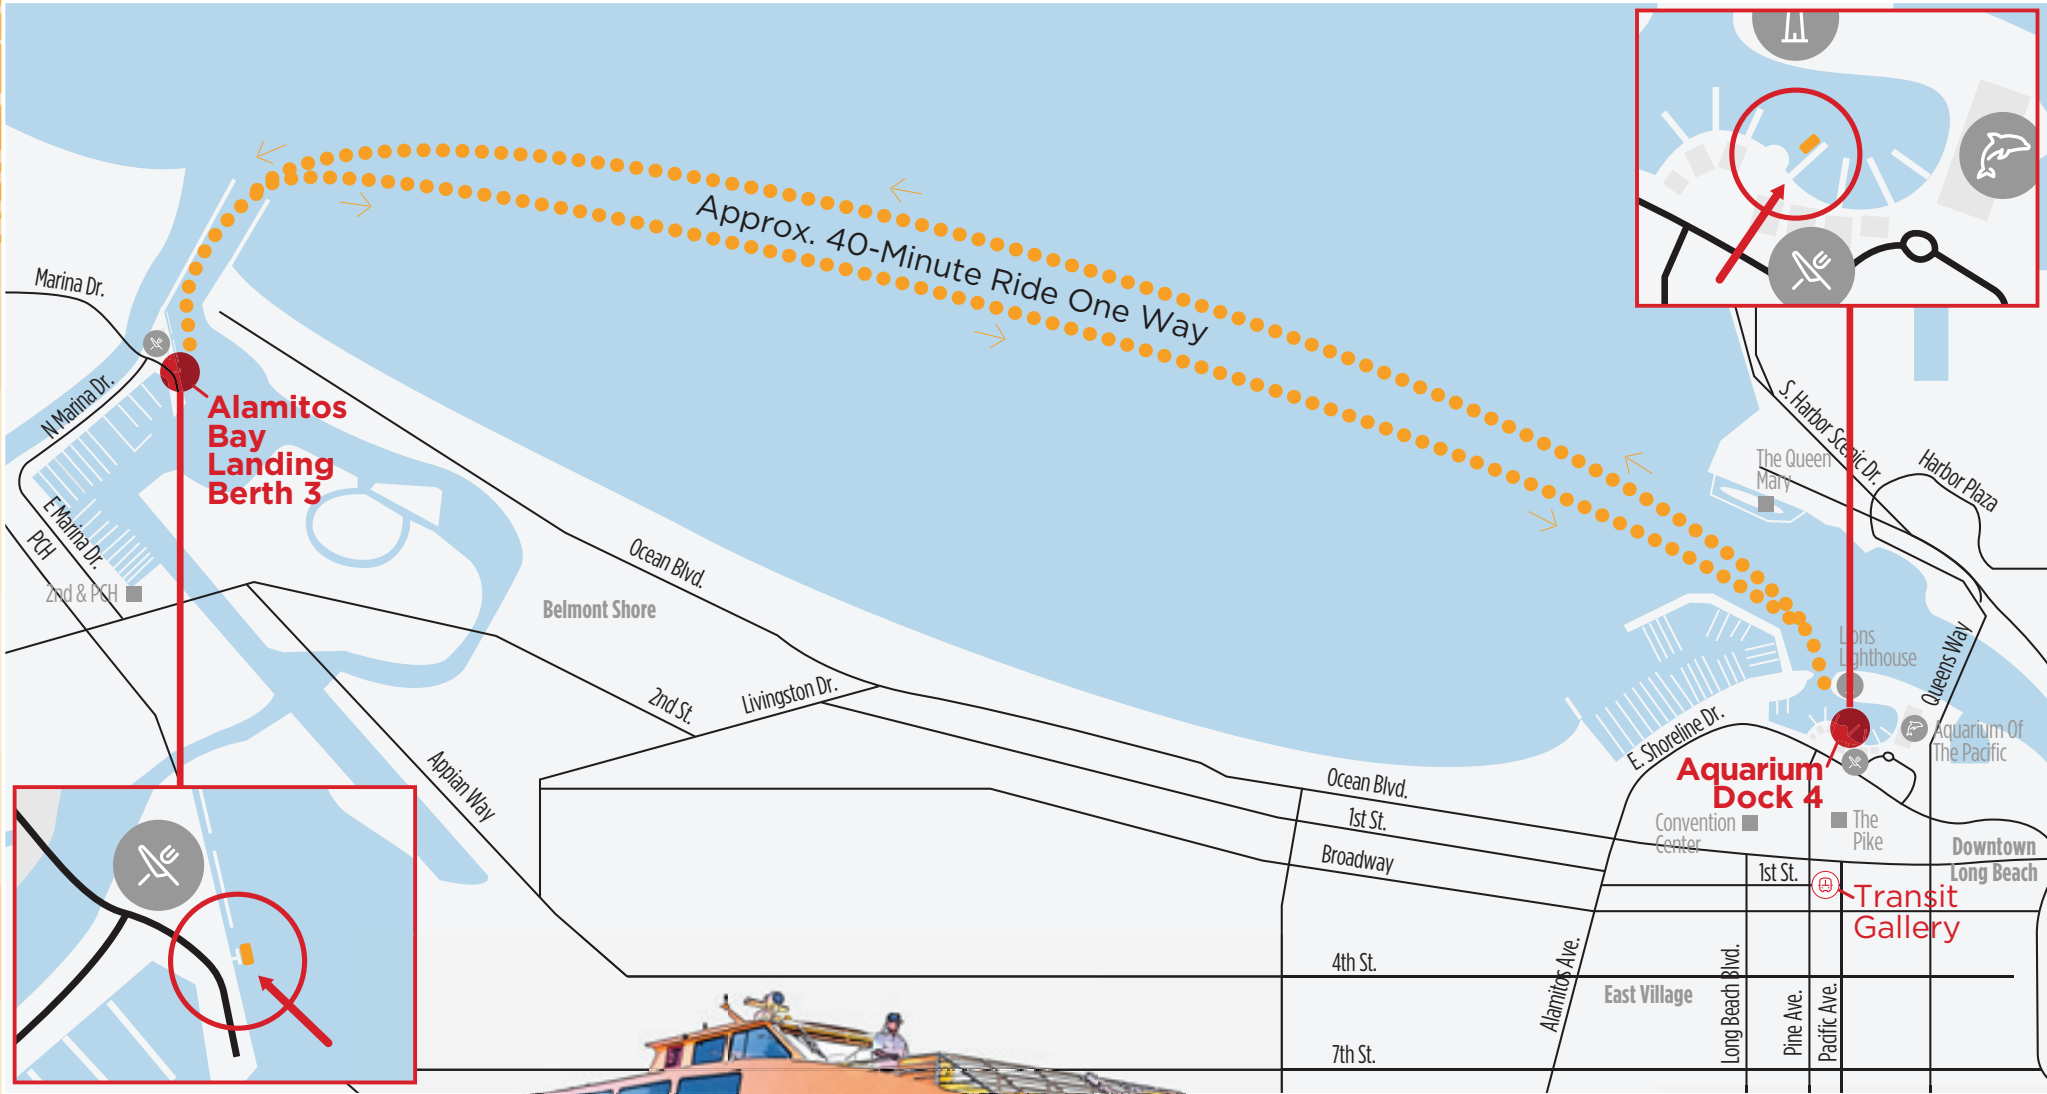 Approx. 40-Minute Ride One Way
Marina Dr.
N Marina Dr.
Alamitos
Bay
Landing
Berth 3
E Marina Dr.
PCH
2nd & PCH
Ocean Blvd.
Belmont Shore
2nd St.
Livingston Dr.
Appian Way
S. Harbor Scenic Dr.
Harbor Plaza
The Queen
Mary
Lions
Lighthouse
Queens Way
E. Shoreline Dr.
Aquarium Of
The Pacific
Aquarium
Dock 4
Convention
Center
The
Pike
Downtown
Long Beach
Ocean Blvd.
1st St.
Broadway
1st St.
Transit
Gallery
4th St.
East Village
7th St.
Alamitos Ave.
Long Beach Blvd.
Pine Ave.
Pacific Ave.